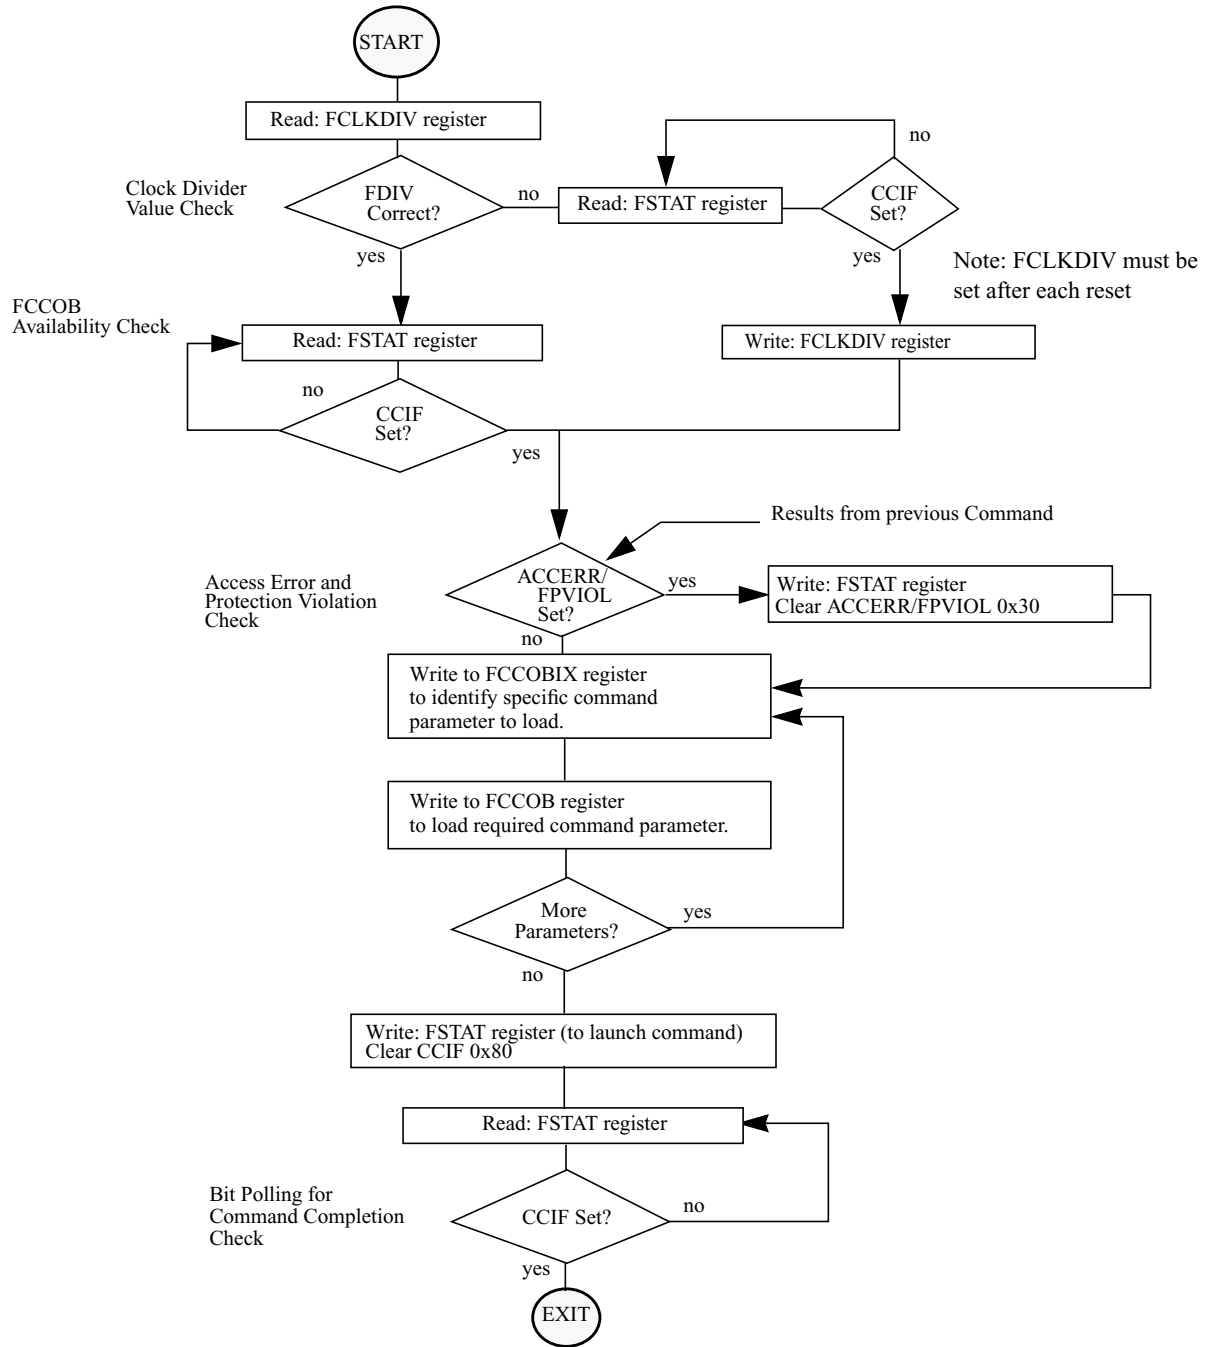 START
Read: FCLKDIV register
no
Clock Divider
Value Check
FDIV
Correct?
no
Read: FSTAT register
CCIF
Set?
yes
yes
Note: FCLKDIV must be
set after each reset
FCCOB
Availability Check
Read: FSTAT register
Write: FCLKDIV register
no
CCIF
Set?
yes
Results from previous Command
Access Error and
Protection Violation
Check
ACCERR/
FPVIOL
Set?
yes
Write: FSTAT register
Clear ACCERR/FPVIOL 0x30
no
Write to FCCOBIX register
to identify specific command
parameter to load.
Write to FCCOB register
to load required command parameter.
More
Parameters?
yes
no
Write: FSTAT register (to launch command)
Clear CCIF 0x80
Read: FSTAT register
Bit Polling for
Command Completion
Check
CCIF Set?
no
yes
EXIT